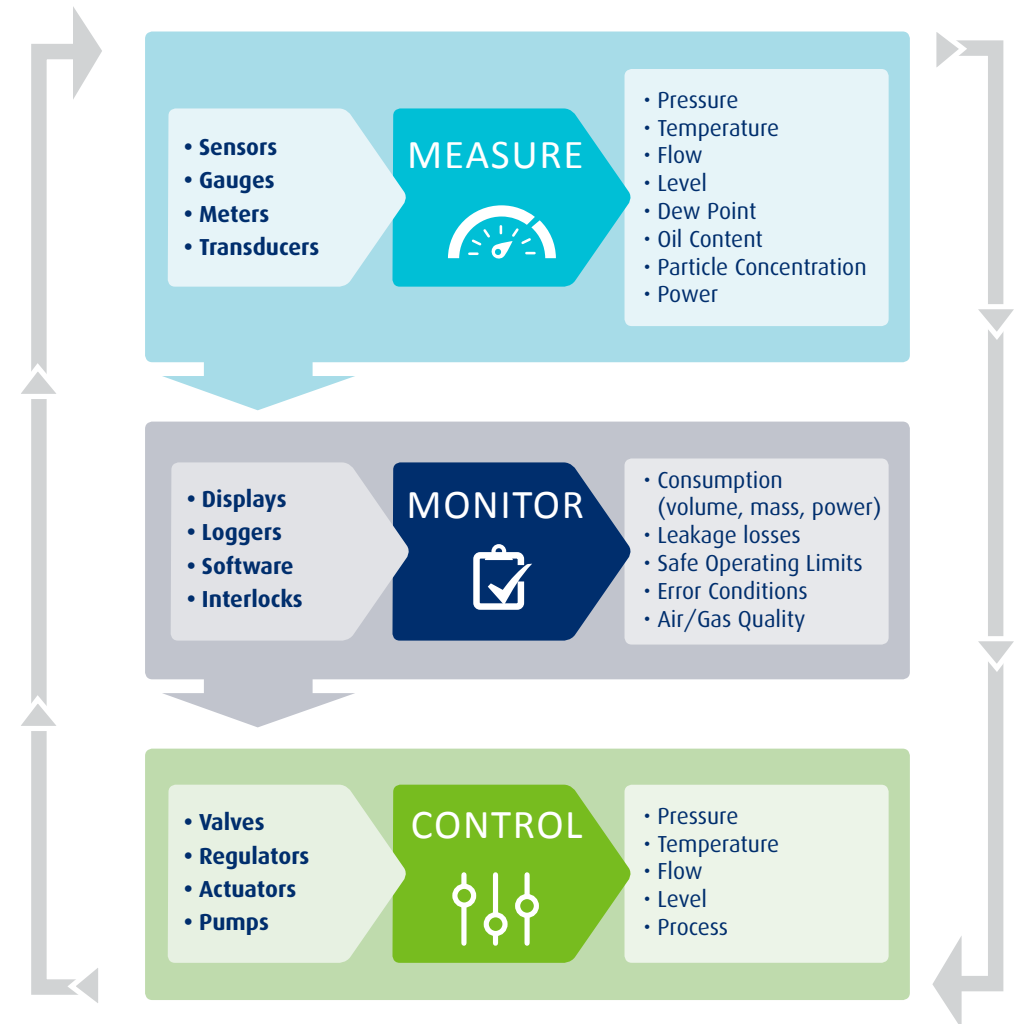 • Sensors
• Gauges
• Meters
• Transducers
MEASURE
· Pressure
· Temperature
· Flow
· Level
· Dew Point
· Oil Content
· Particle Concentration
· Power
• Displays
• Loggers
• Software
• Interlocks
MONITOR
· Consumption
(volume, mass, power)
· Leakage losses
· Safe Operating Limits
· Error Conditions
· Air/Gas Quality
• Valves
• Regulators
• Actuators
• Pumps
CONTROL
· Pressure
· Temperature
· Flow
· Level
· Process